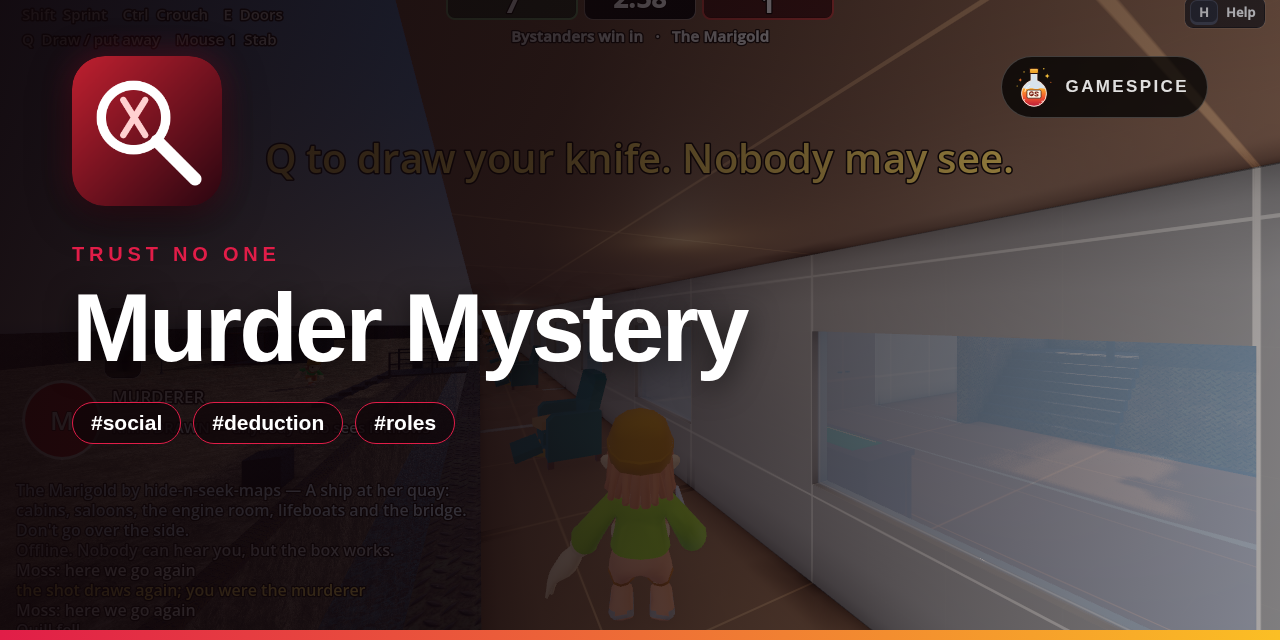 Shift Sprint Ctrl Crouch E Doors
Q Draw / put away Mouse 1 Stab
7 2:58 1
Bystanders win in · The Marigold
H Help
GS GAMESPICE
Q to draw your knife. Nobody may see.
TRUST NO ONE
Murder Mystery
MURDERER
#social #deduction #roles
The Marigold by hide-n-seek-maps — A ship at her quay:
cabins, saloons, the engine room, lifeboats and the bridge.
Don't go over the side.
Offline. Nobody can hear you, but the box works.
Moss: here we go again
the shot draws again; you were the murderer
Moss: here we go again